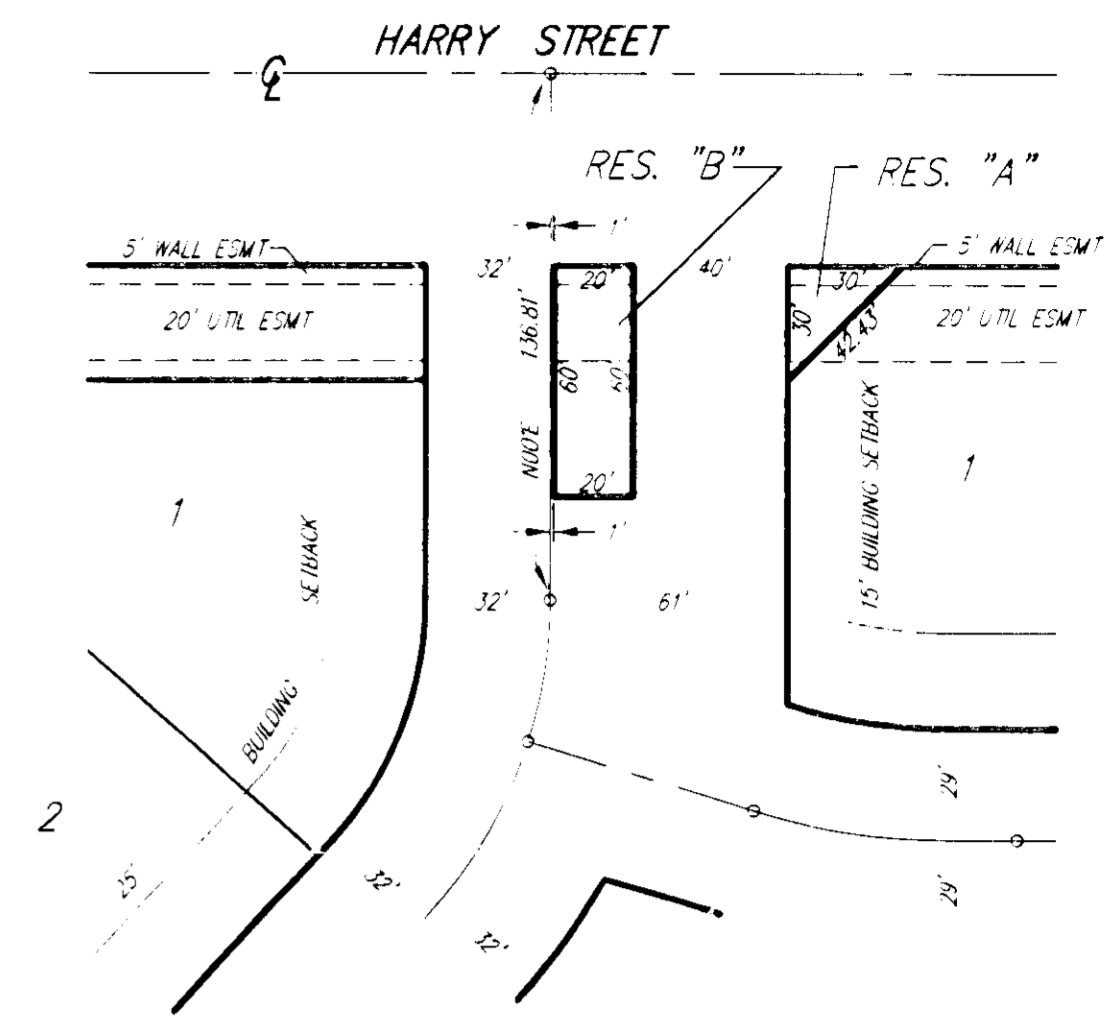 HARRY STREET
℄
RES. "B"
RES. "A"
1'
5' WALL ESMT
5' WALL ESMT
32'
20'
40'
30'
20' UTIL ESMT
136.81'
30'
42.43'
20' UTIL ESMT
60'
60'
N00°E
20'
1
1
15' BUILDING SETBACK
1'
SETBACK
32'
61'
BUILDING
2
25'
32'
32'
29'
29'